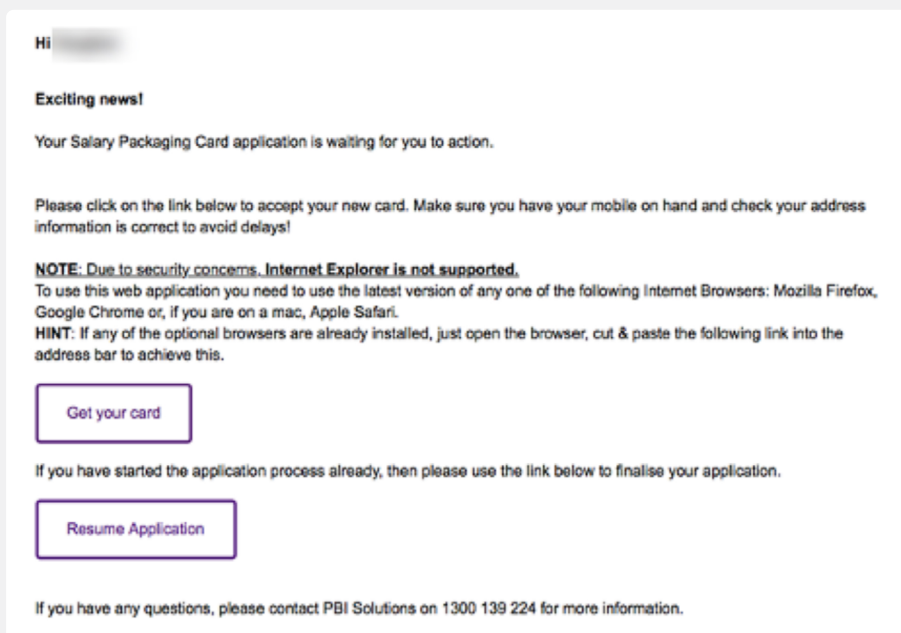 Hi
Exciting news!
Your Salary Packaging Card application is waiting for you to action.
Please click on the link below to accept your new card. Make sure you have your mobile on hand and check your address
information is correct to avoid delays!
NOTE: Due to security concerns, Internet Explorer is not supported.
To use this web application you need to use the latest version of any one of the following Internet Browsers: Mozilla Firefox,
Google Chrome or, if you are on a mac, Apple Safari.
HINT: If any of the optional browsers are already installed, just open the browser, cut & paste the following link into the
address bar to achieve this.
Get your card
If you have started the application process already, then please use the link below to finalise your application.
Resume Application
If you have any questions, please contact PBI Solutions on 1300 139 224 for more information.